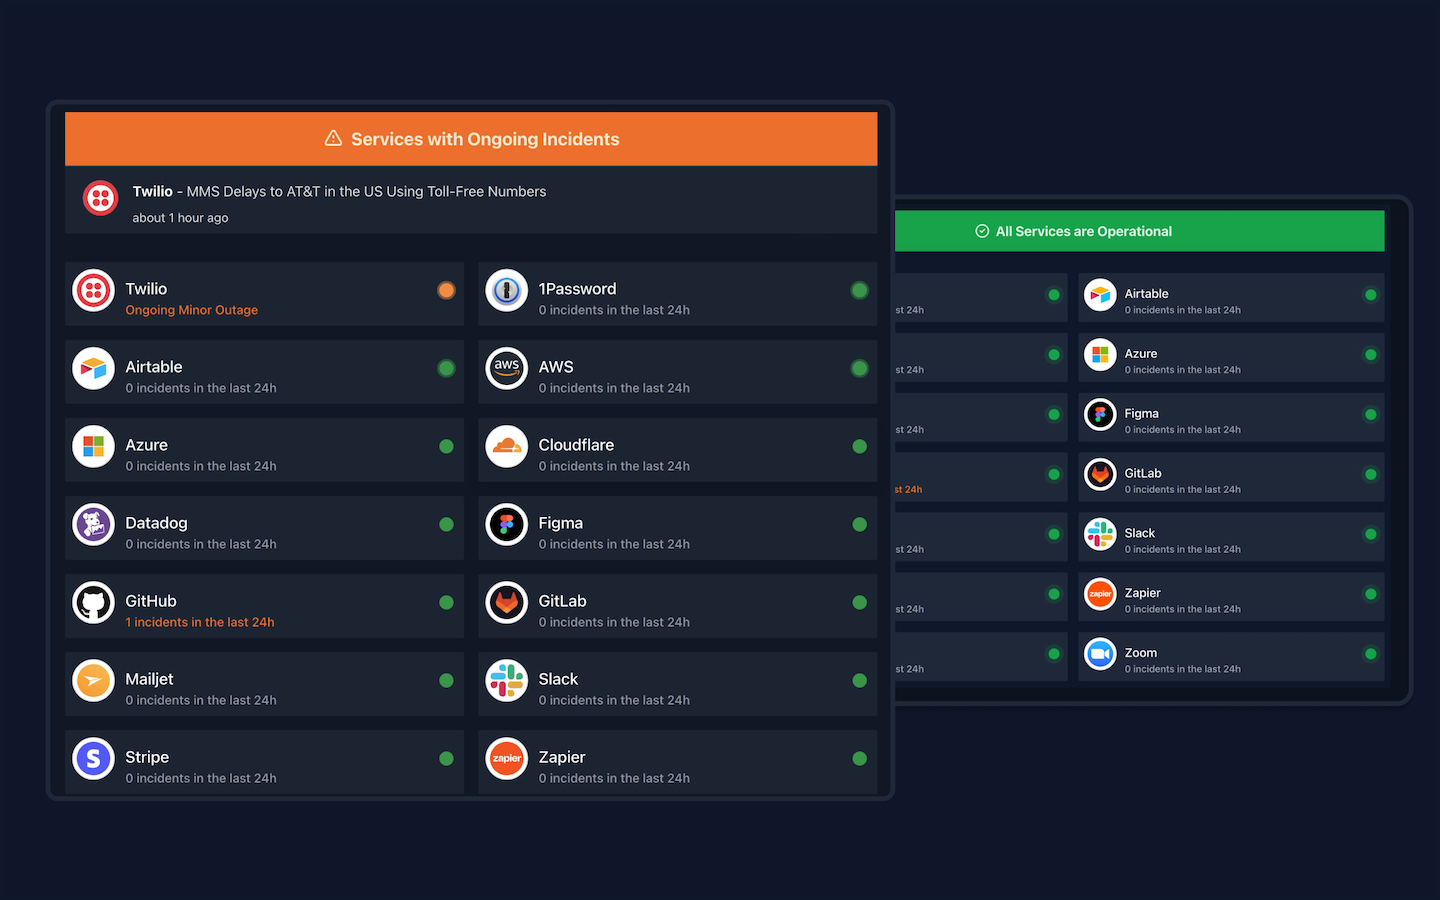 Services with Ongoing Incidents
Twilio - MMS Delays to AT&T in the US Using Toll-Free Numbers
about 1 hour ago
Twilio
Ongoing Minor Outage
1Password
0 incidents in the last 24h
Airtable
0 incidents in the last 24h
aws
AWS
0 incidents in the last 24h
Azure
0 incidents in the last 24h
Cloudflare
0 incidents in the last 24h
Datadog
0 incidents in the last 24h
Figma
0 incidents in the last 24h
GitHub
1 incidents in the last 24h
GitLab
0 incidents in the last 24h
Mailjet
0 incidents in the last 24h
Slack
0 incidents in the last 24h
S
Stripe
0 incidents in the last 24h
zapier
Zapier
0 incidents in the last 24h
All Services are Operational
st 24h
Airtable
0 incidents in the last 24h
st 24h
Azure
0 incidents in the last 24h
st 24h
Figma
0 incidents in the last 24h
st 24h
GitLab
0 incidents in the last 24h
st 24h
Slack
0 incidents in the last 24h
st 24h
zapier
Zapier
0 incidents in the last 24h
st 24h
Zoom
0 incidents in the last 24h